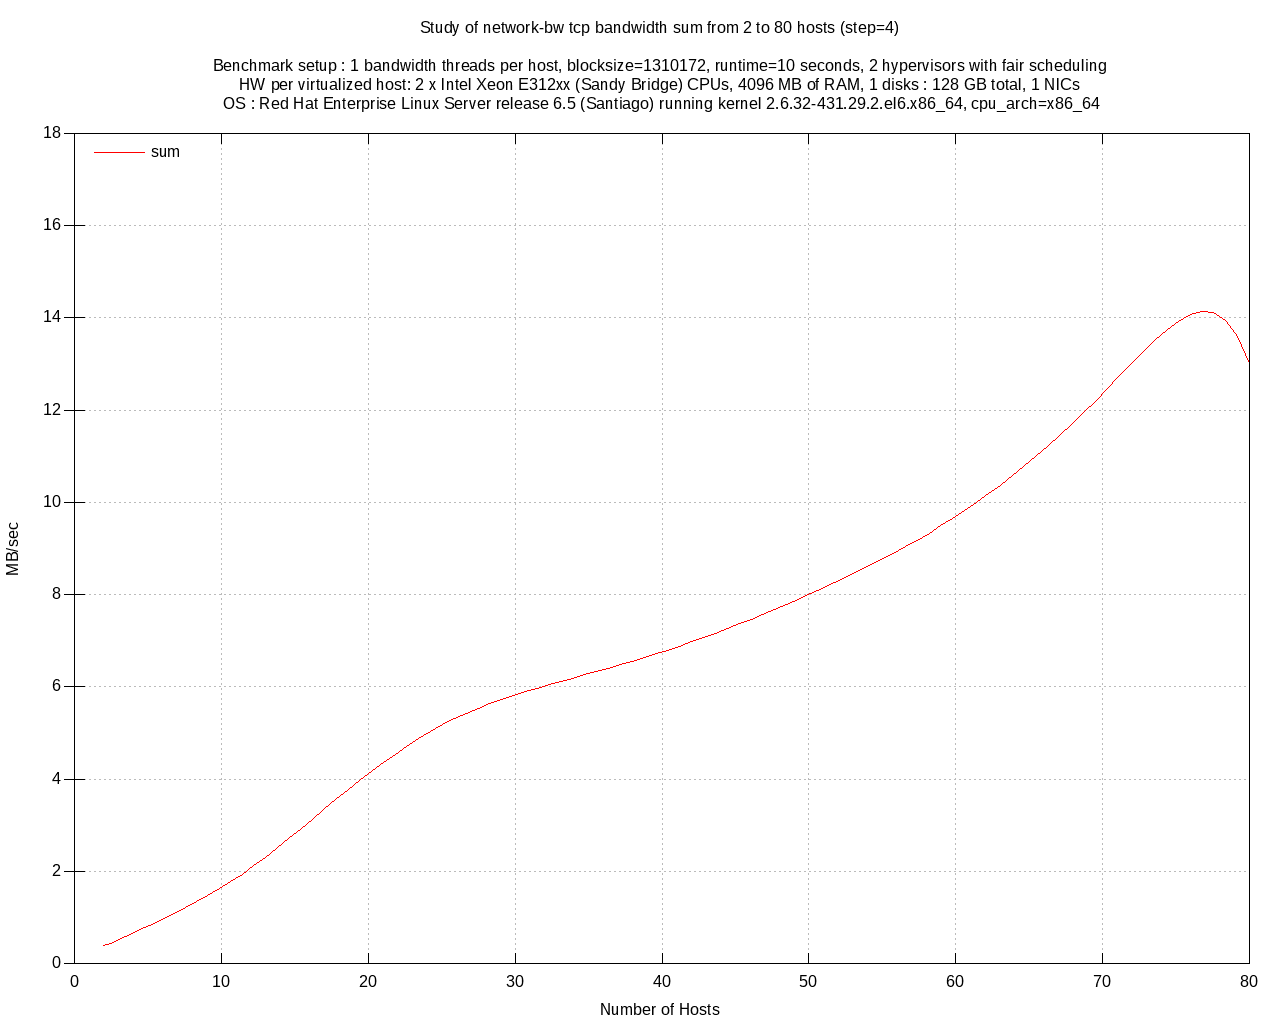 Study of network-bw tcp bandwidth sum from 2 to 80 hosts (step=4)
Benchmark setup : 1 bandwidth threads per host, blocksize=1310172, runtime=10 seconds, 2 hypervisors with fair scheduling
HW per virtualized host: 2 x Intel Xeon E312xx (Sandy Bridge) CPUs, 4096 MB of RAM, 1 disks : 128 GB total, 1 NICs
OS : Red Hat Enterprise Linux Server release 6.5 (Santiago) running kernel 2.6.32-431.29.2.el6.x86_64, cpu_arch=x86_64
18
sum
16
14
12
10
MB/sec
8
6
4
2
0
0 10 20 30 40 50 60 70 80
Number of Hosts